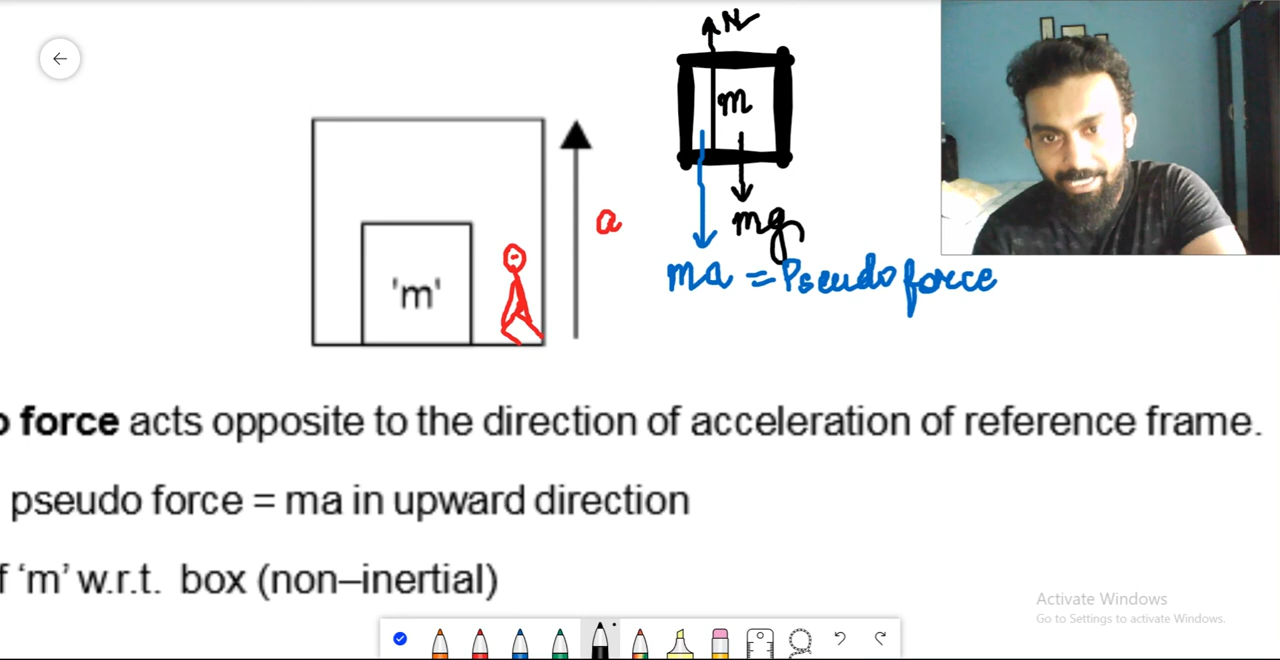 N
m
a
mg
'm'
ma = Pseudo force
o force acts opposite to the direction of acceleration of reference frame.
pseudo force = ma in upward direction
f 'm' w.r.t. box (non–inertial)
Activate Windows
Go to Settings to activate Windows.